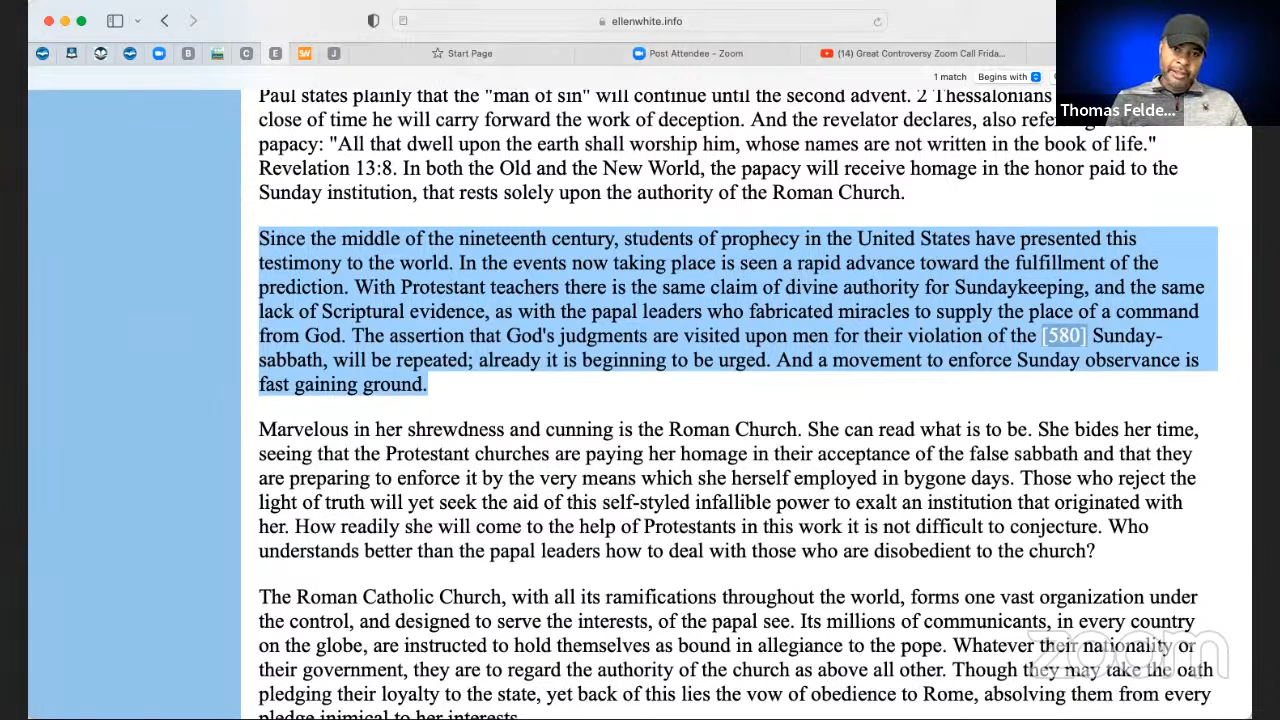 ellenwhite.info
B
C
E
SW
J
Start Page
Post Attendee - Zoom
(14) Great Controversy Zoom Call Frida...
1 match
Begins with
Thomas Felde...
Paul states plainly that the "man of sin" will continue until the second advent. 2 Thessalonians
close of time he will carry forward the work of deception. And the revelator declares, also
papacy: "All that dwell upon the earth shall worship him, whose names are not written in the book of life."
Revelation 13:8. In both the Old and the New World, the papacy will receive homage in the honor paid to the
Sunday institution, that rests solely upon the authority of the Roman Church.
Since the middle of the nineteenth century, students of prophecy in the United States have presented this
testimony to the world. In the events now taking place is seen a rapid advance toward the fulfillment of the
prediction. With Protestant teachers there is the same claim of divine authority for Sundaykeeping, and the same
lack of Scriptural evidence, as with the papal leaders who fabricated miracles to supply the place of a command
from God. The assertion that God's judgments are visited upon men for their violation of the [580] Sunday-
sabbath, will be repeated; already it is beginning to be urged. And a movement to enforce Sunday observance is
fast gaining ground.
Marvelous in her shrewdness and cunning is the Roman Church. She can read what is to be. She bides her time,
seeing that the Protestant churches are paying her homage in their acceptance of the false sabbath and that they
are preparing to enforce it by the very means which she herself employed in bygone days. Those who reject the
light of truth will yet seek the aid of this self-styled infallible power to exalt an institution that originated with
her. How readily she will come to the help of Protestants in this work it is not difficult to conjecture. Who
understands better than the papal leaders how to deal with those who are disobedient to the church?
The Roman Catholic Church, with all its ramifications throughout the world, forms one vast organization under
the control, and designed to serve the interests, of the papal see. Its millions of communicants, in every country
on the globe, are instructed to hold themselves as bound in allegiance to the pope. Whatever their nationality or
their government, they are to regard the authority of the church as above all other. Though they may take the oath
pledging their loyalty to the state, yet back of this lies the vow of obedience to Rome, absolving them from every
pledge inimical to her interests.
zoom